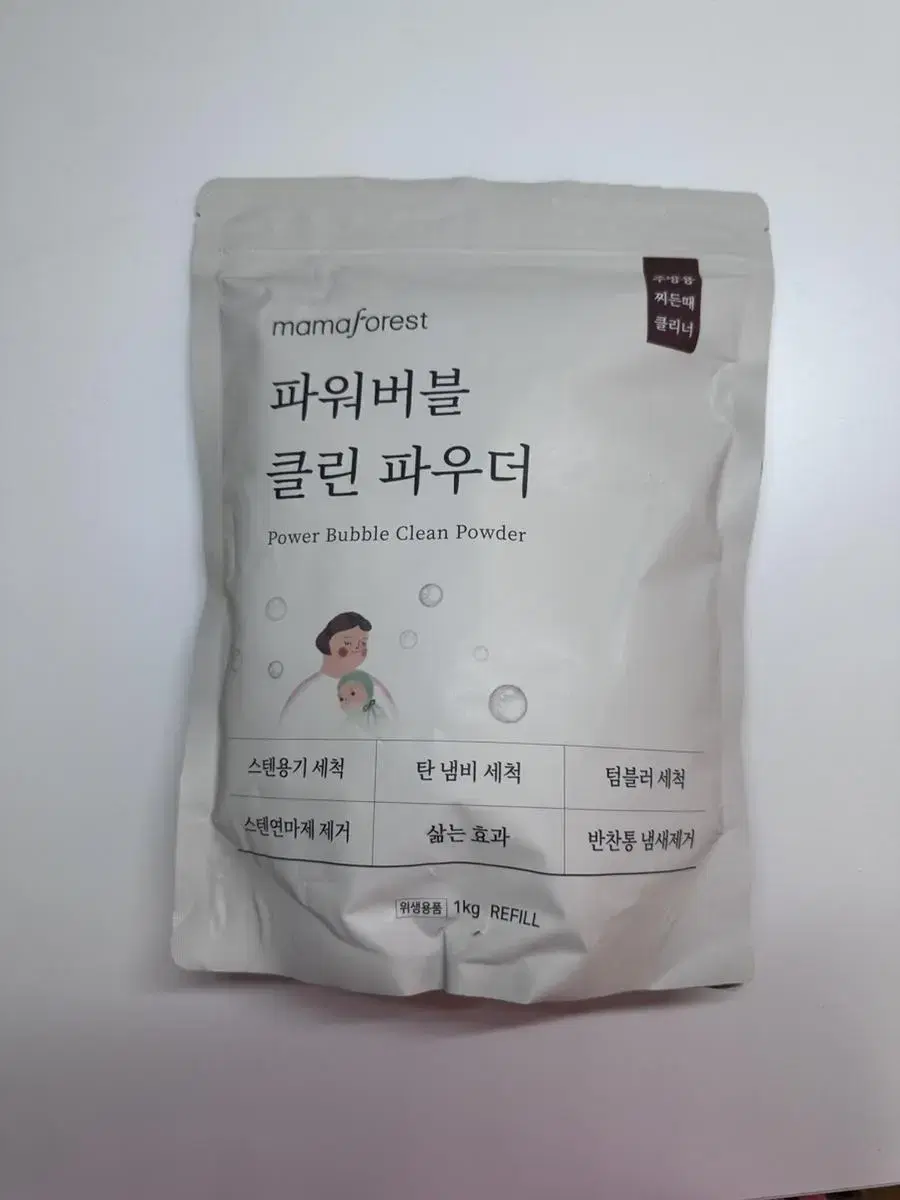 mamaforest
주방용
찌든때
클리너
파워버블
클린 파우더
Power Bubble Clean Powder
스텐용기 세척
탄 냄비 세척
텀블러 세척
스텐연마제 제거
삶는 효과
반찬통 냄새제거
위생용품 1kg REFILL